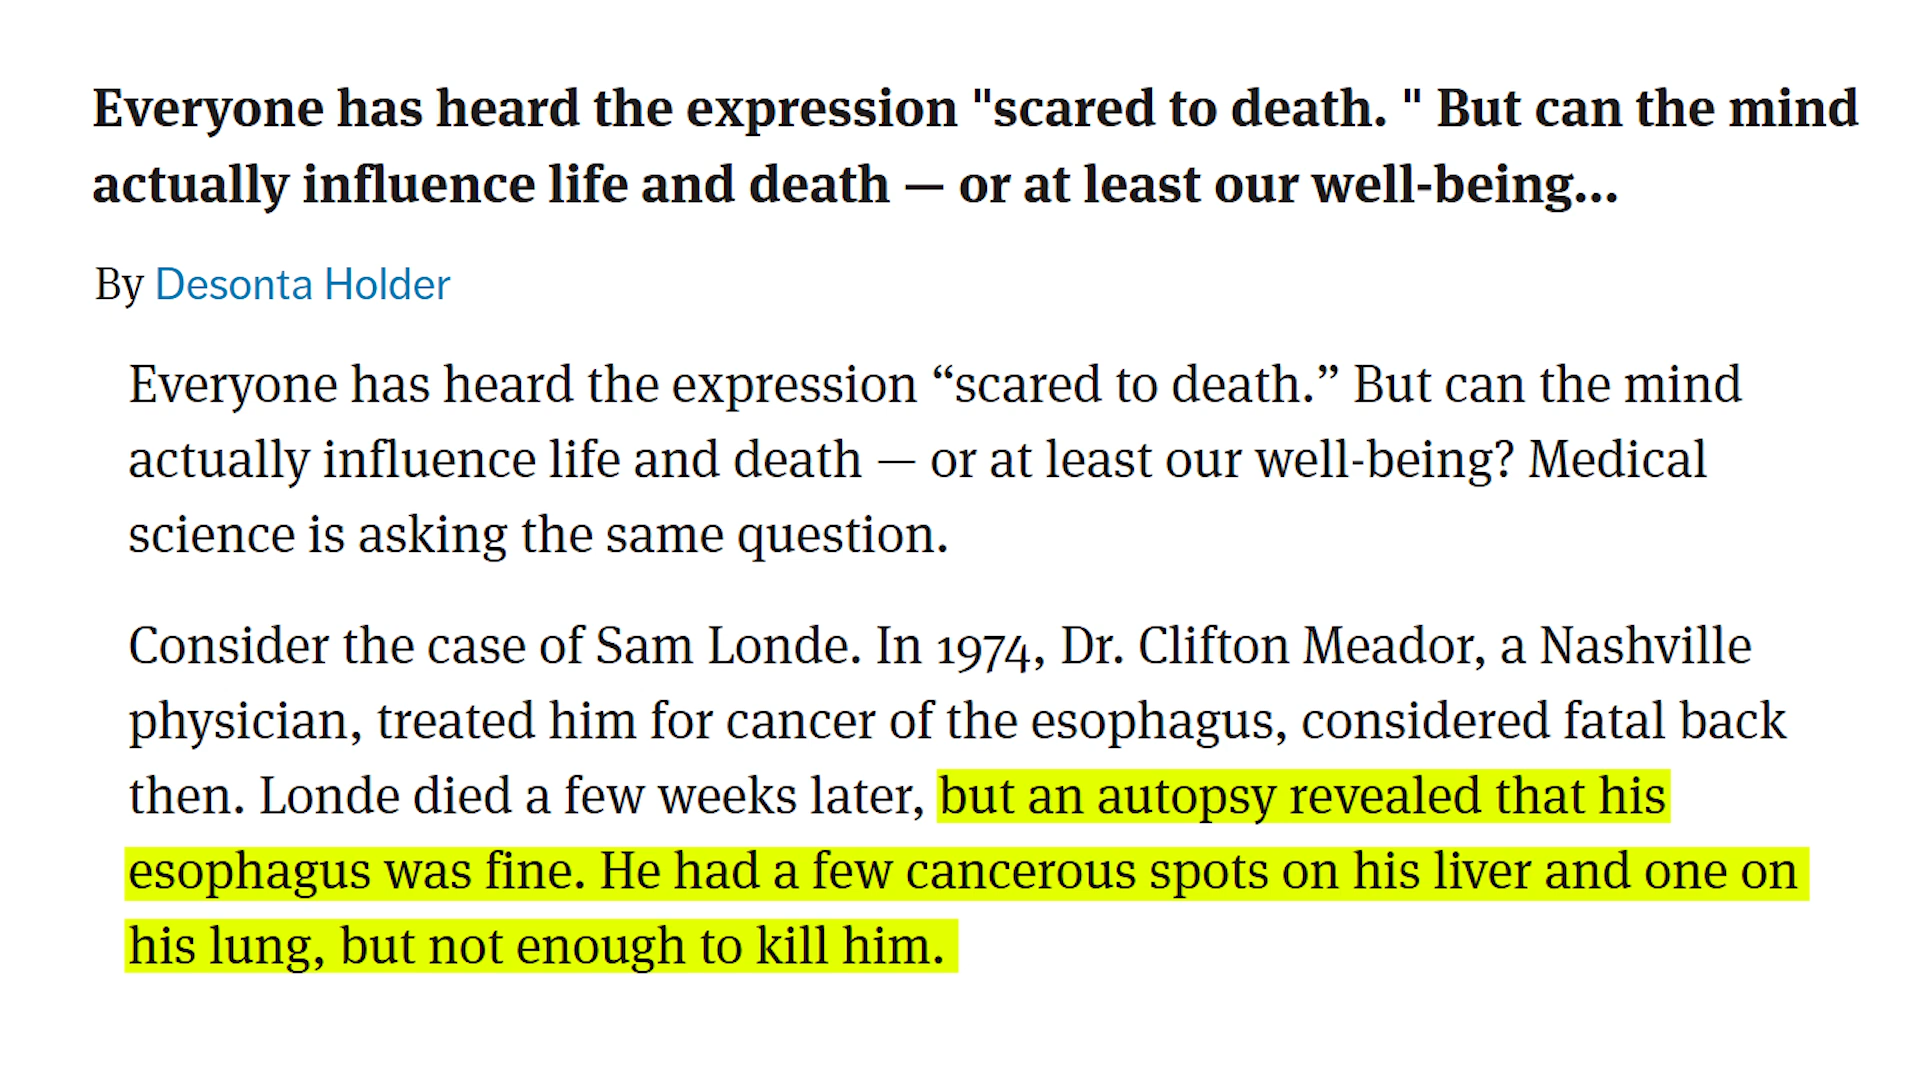 Everyone has heard the expression "scared to death. " But can the mind
actually influence life and death — or at least our well-being...
By Desonta Holder
Everyone has heard the expression “scared to death.” But can the mind
actually influence life and death — or at least our well-being? Medical
science is asking the same question.
Consider the case of Sam Londe. In 1974, Dr. Clifton Meador, a Nashville
physician, treated him for cancer of the esophagus, considered fatal back
then. Londe died a few weeks later, but an autopsy revealed that his
esophagus was fine. He had a few cancerous spots on his liver and one on
his lung, but not enough to kill him.